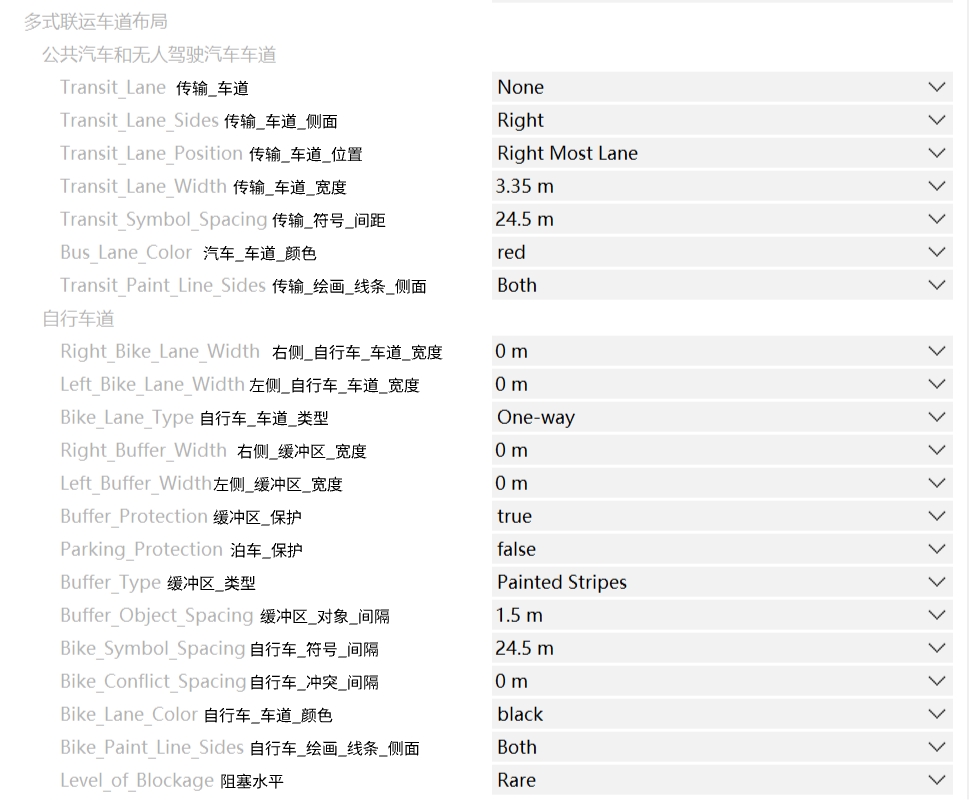 多式联运车道布局
公共汽车和无人驾驶汽车车道
Transit_Lane 传输_车道 None
Transit_Lane_Sides 传输_车道_侧面 Right
Transit_Lane_Position 传输_车道_位置 Right Most Lane
Transit_Lane_Width 传输_车道_宽度 3.35 m
Transit_Symbol_Spacing 传输_符号_间距 24.5 m
Bus_Lane_Color 汽车_车道_颜色 red
Transit_Paint_Line_Sides 传输_绘画_线条_侧面 Both
自行车道
Right_Bike_Lane_Width 右侧_自行车_车道_宽度 0 m
Left_Bike_Lane_Width 左侧_自行车_车道_宽度 0 m
Bike_Lane_Type 自行车_车道_类型 One-way
Right_Buffer_Width 右侧_缓冲区_宽度 0 m
Left_Buffer_Width 左侧_缓冲区_宽度 0 m
Buffer_Protection 缓冲区_保护 true
Parking_Protection 泊车_保护 false
Buffer_Type 缓冲区_类型 Painted Stripes
Buffer_Object_Spacing 缓冲区_对象_间隔 1.5 m
Bike_Symbol_Spacing 自行车_符号_间隔 24.5 m
Bike_Conflict_Spacing 自行车_冲突_间隔 0 m
Bike_Lane_Color 自行车_车道_颜色 black
Bike_Paint_Line_Sides 自行车_绘画_线条_侧面 Both
Level_of_Blockage 阻塞水平 Rare